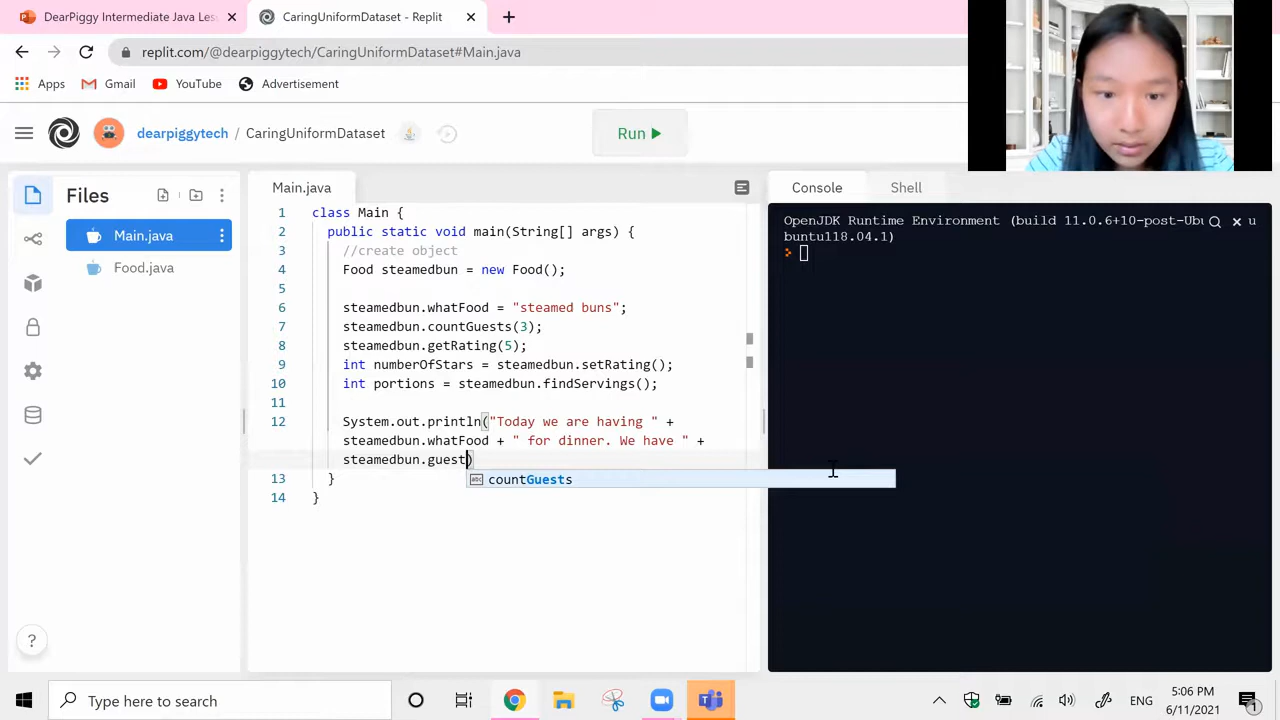 DearPiggy Intermediate Java Les
CaringUniformDataset - Replit
replit.com/@dearpiggytech/CaringUniformDataset#Main.java
Apps Gmail YouTube Advertisement
dearpiggytech / CaringUniformDataset
Run
Files
Main.java
Food.java
Main.java
1 class Main {
2 public static void main(String[] args) {
3 //create object
4 Food steamedbun = new Food();
5
6 steamedbun.whatFood = "steamed buns";
7 steamedbun.countGuests(3);
8 steamedbun.getRating(5);
9 int numberOfStars = steamedbun.setRating();
10 int portions = steamedbun.findServings();
11
12 System.out.println("Today we are having " +
steamedbun.whatFood + " for dinner. We have " +
steamedbun.guest)
abc countGuests
13 }
14 }
Console Shell
OpenJDK Runtime Environment (build 11.0.6+10-post-Ubu u
buntu118.04.1)
?
Type here to search
ENG
5:06 PM
6/11/2021
1